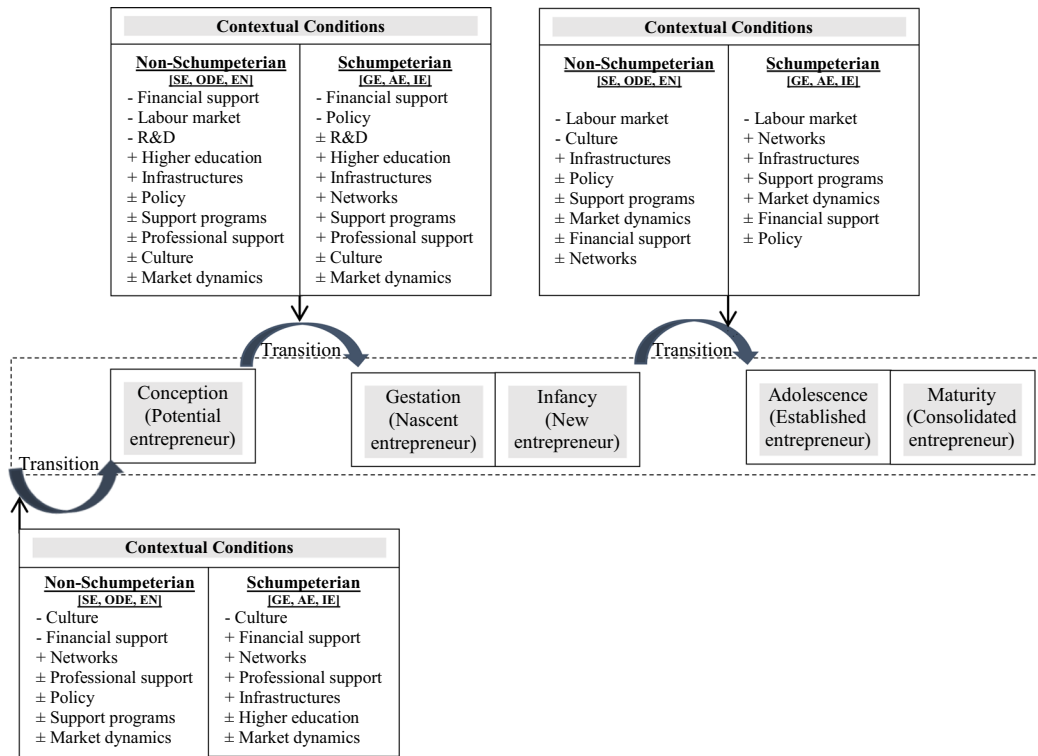 Contextual Conditions
Non-Schumpeterian
[SE, ODE, EN]
- Financial support
- Labour market
- R&D
+ Higher education
+ Infrastructures
± Policy
± Support programs
± Professional support
± Culture
± Market dynamics
Schumpeterian
[GE, AE, IE]
- Financial support
- Policy
± R&D
+ Higher education
+ Infrastructures
+ Networks
+ Support programs
+ Professional support
± Culture
± Market dynamics
Contextual Conditions
Non-Schumpeterian
[SE, ODE, EN]
- Labour market
- Culture
+ Infrastructures
± Policy
± Support programs
± Market dynamics
± Financial support
± Networks
Schumpeterian
[GE, AE, IE]
- Labour market
+ Networks
+ Infrastructures
+ Support programs
+ Market dynamics
± Financial support
± Policy
Transition
Transition
Conception
(Potential
entrepreneur)
Gestation
(Nascent
entrepreneur)
Infancy
(New
entrepreneur)
Adolescence
(Established
entrepreneur)
Maturity
(Consolidated
entrepreneur)
Transition
Contextual Conditions
Non-Schumpeterian
[SE, ODE, EN]
- Culture
- Financial support
+ Networks
± Professional support
± Policy
± Support programs
± Market dynamics
Schumpeterian
[GE, AE, IE]
- Culture
+ Financial support
+ Networks
+ Professional support
+ Infrastructures
± Higher education
± Market dynamics